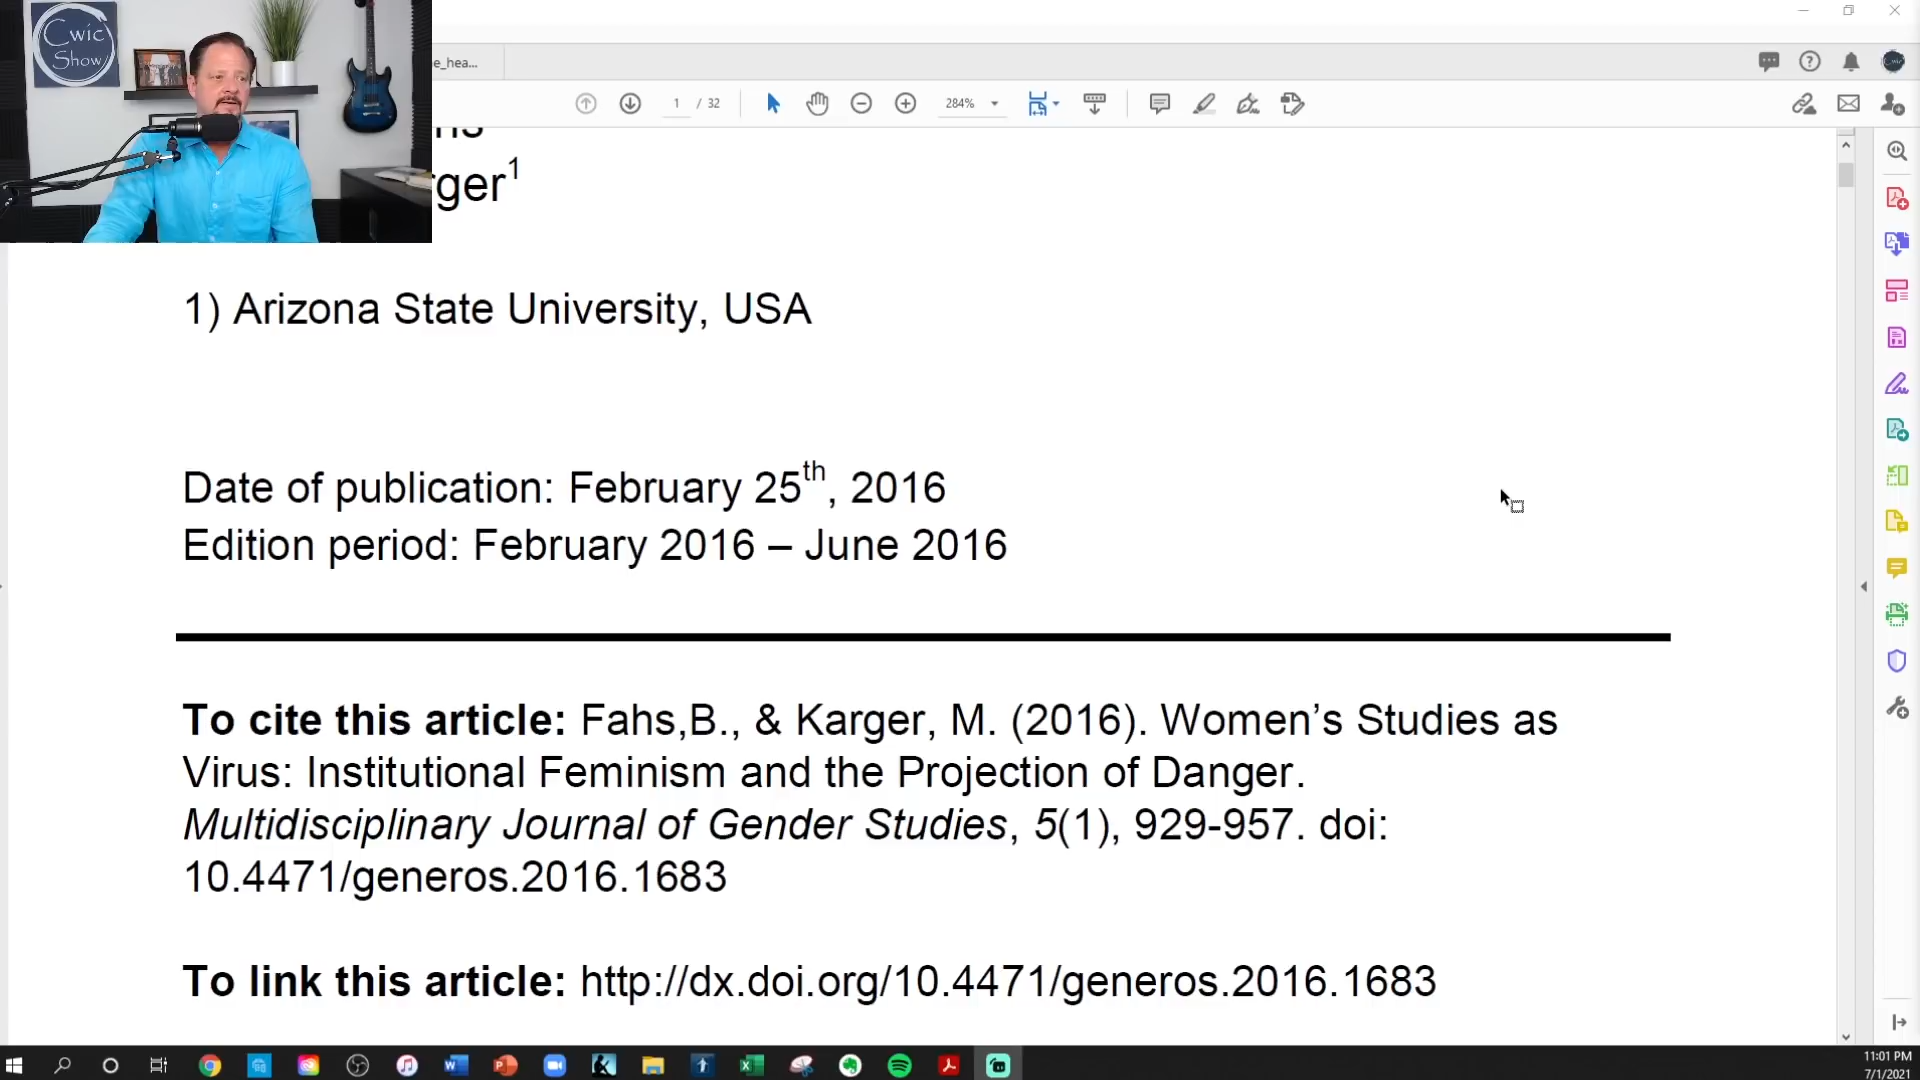 Cwic
Show
e_hea...
1 / 32
284%
rger¹
1) Arizona State University, USA
Date of publication: February 25th, 2016
Edition period: February 2016 – June 2016
To cite this article: Fahs,B., & Karger, M. (2016). Women’s Studies as
Virus: Institutional Feminism and the Projection of Danger.
Multidisciplinary Journal of Gender Studies, 5(1), 929-957. doi:
10.4471/generos.2016.1683
To link this article: http://dx.doi.org/10.4471/generos.2016.1683
11:01 PM
7/1/2021